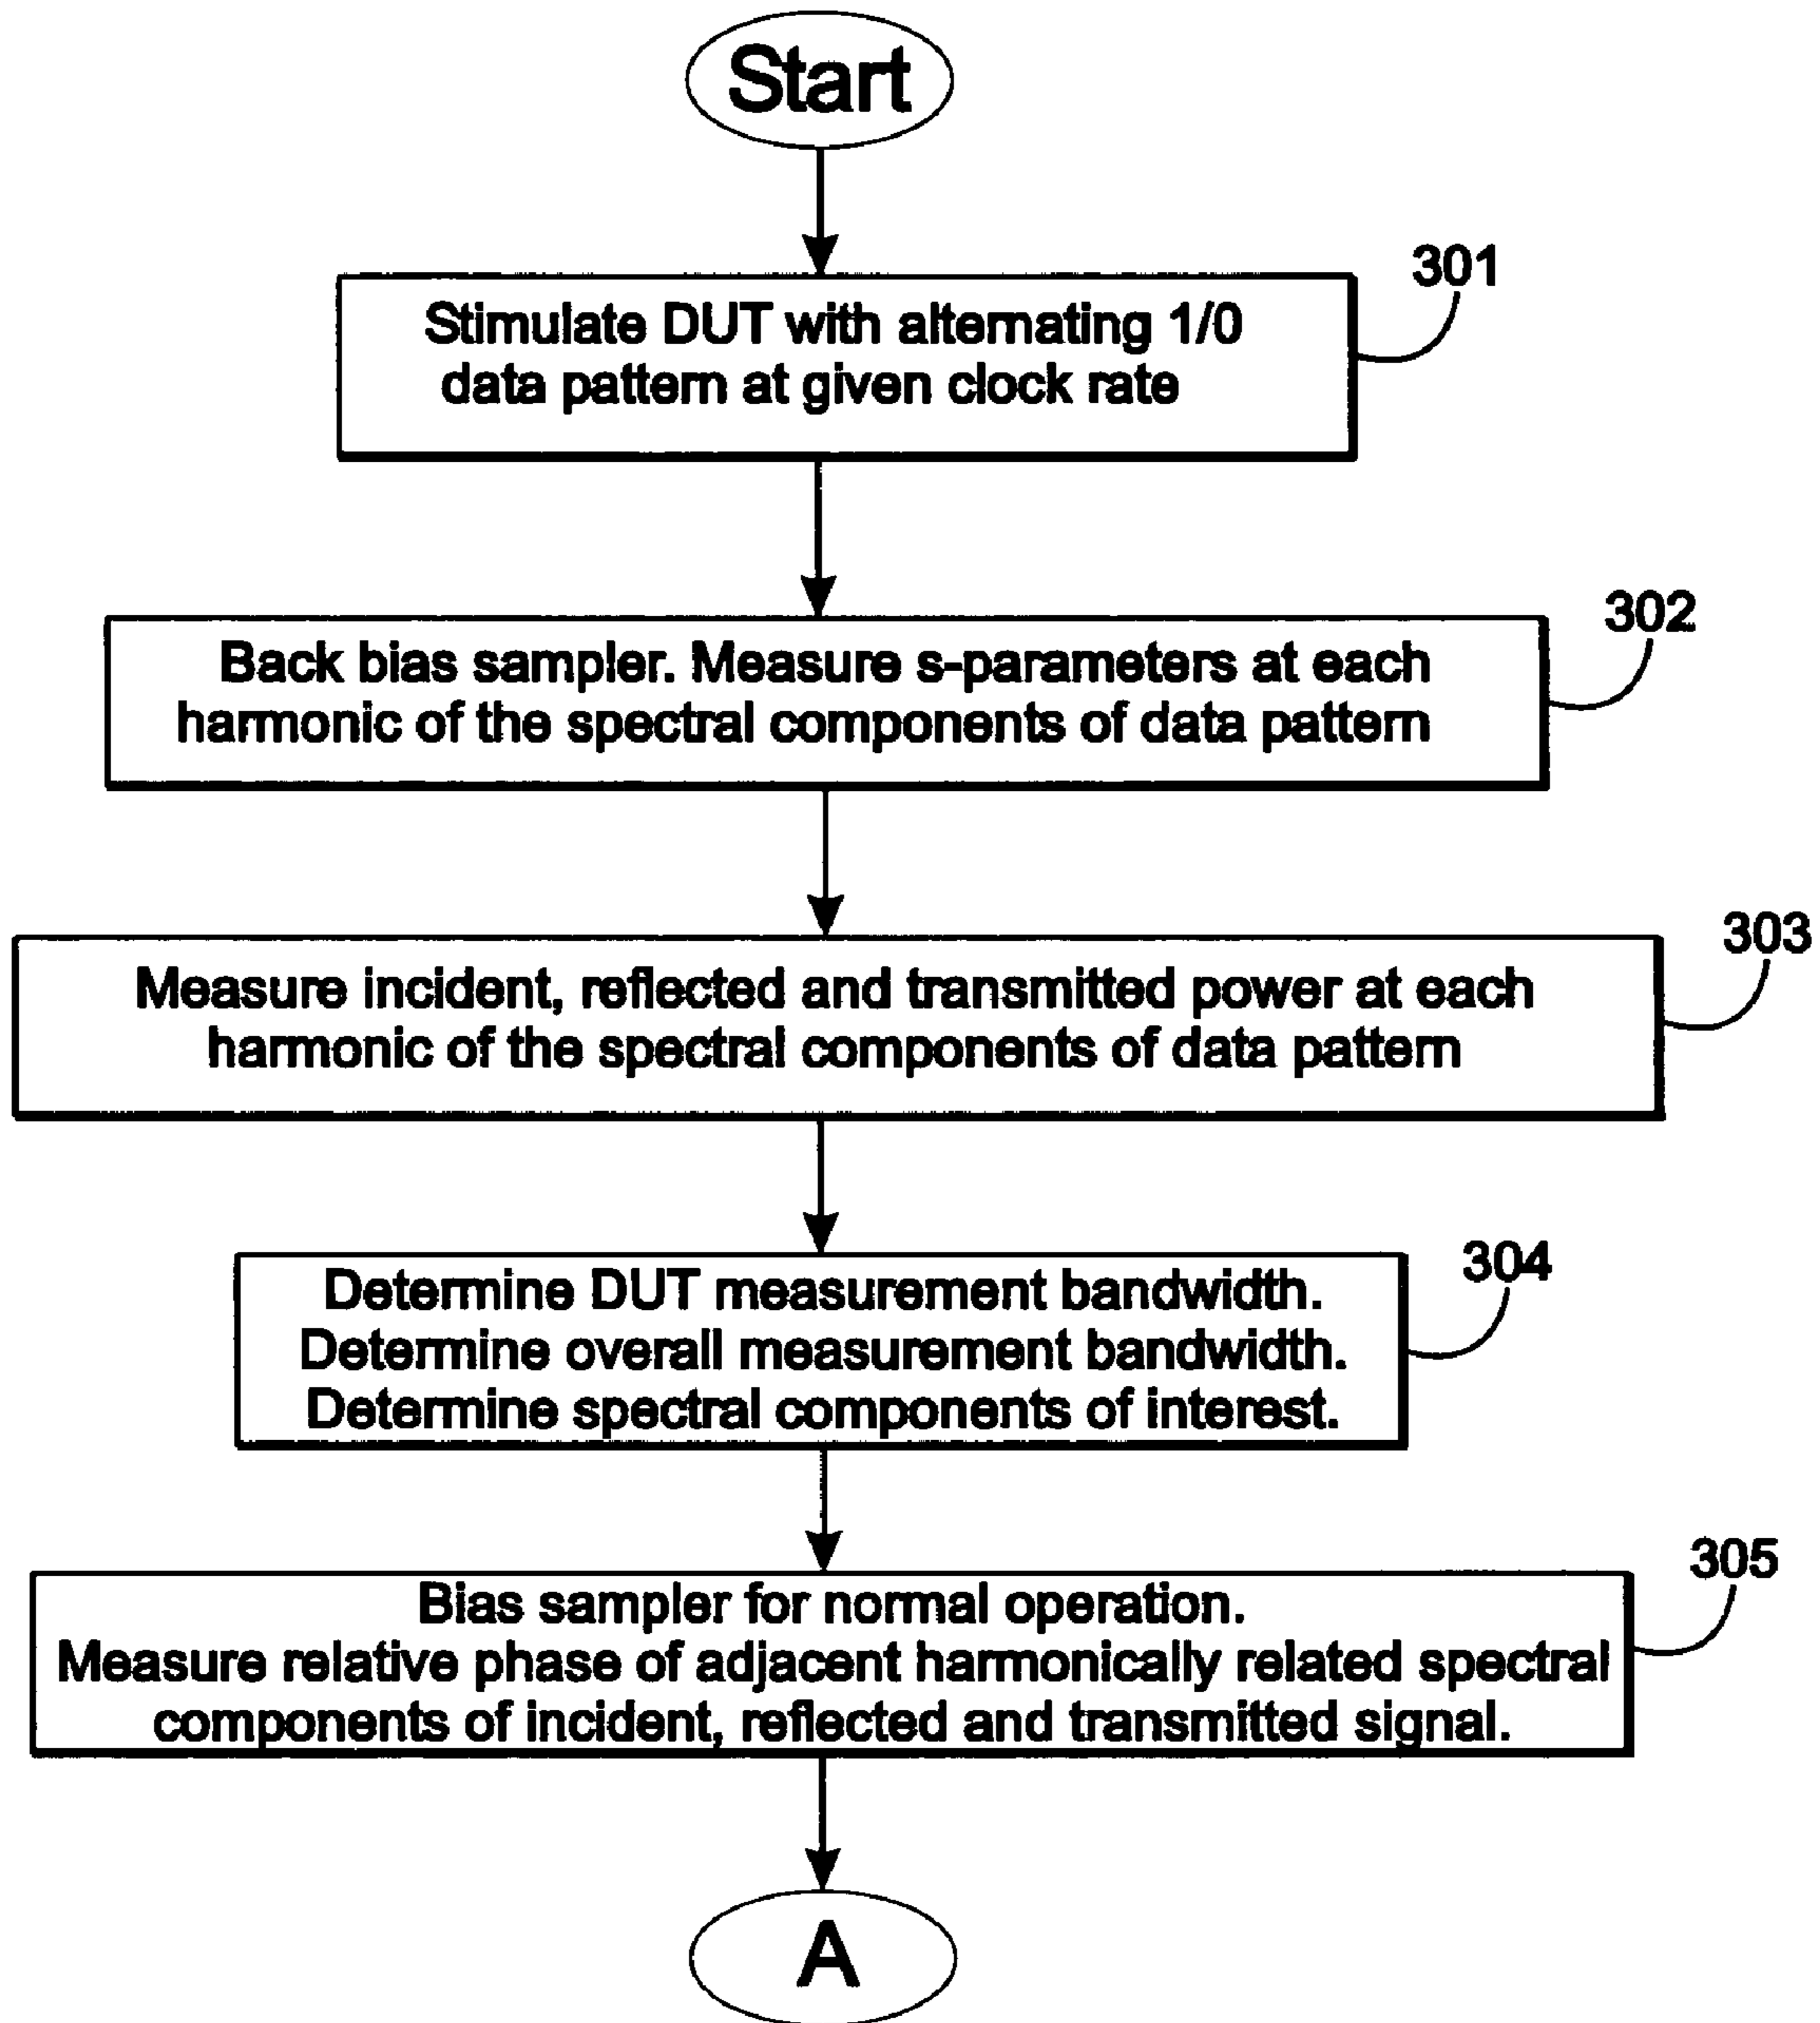 Start
301
Stimulate DUT with alternating 1/0
data pattern at given clock rate
302
Back bias sampler. Measure s-parameters at each
harmonic of the spectral components of data pattern
303
Measure incident, reflected and transmitted power at each
harmonic of the spectral components of data pattern
304
Determine DUT measurement bandwidth.
Determine overall measurement bandwidth.
Determine spectral components of interest.
305
Bias sampler for normal operation.
Measure relative phase of adjacent harmonically related spectral
components of incident, reflected and transmitted signal.
A